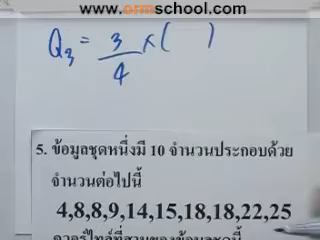 www.ormschool.com
Q₃ = 3/4 × (   )
5. ข้อมูลชุดหนึ่งมี 10 จำนวนประกอบด้วย
จำนวนต่อไปนี้
4,8,8,9,14,15,18,18,22,25